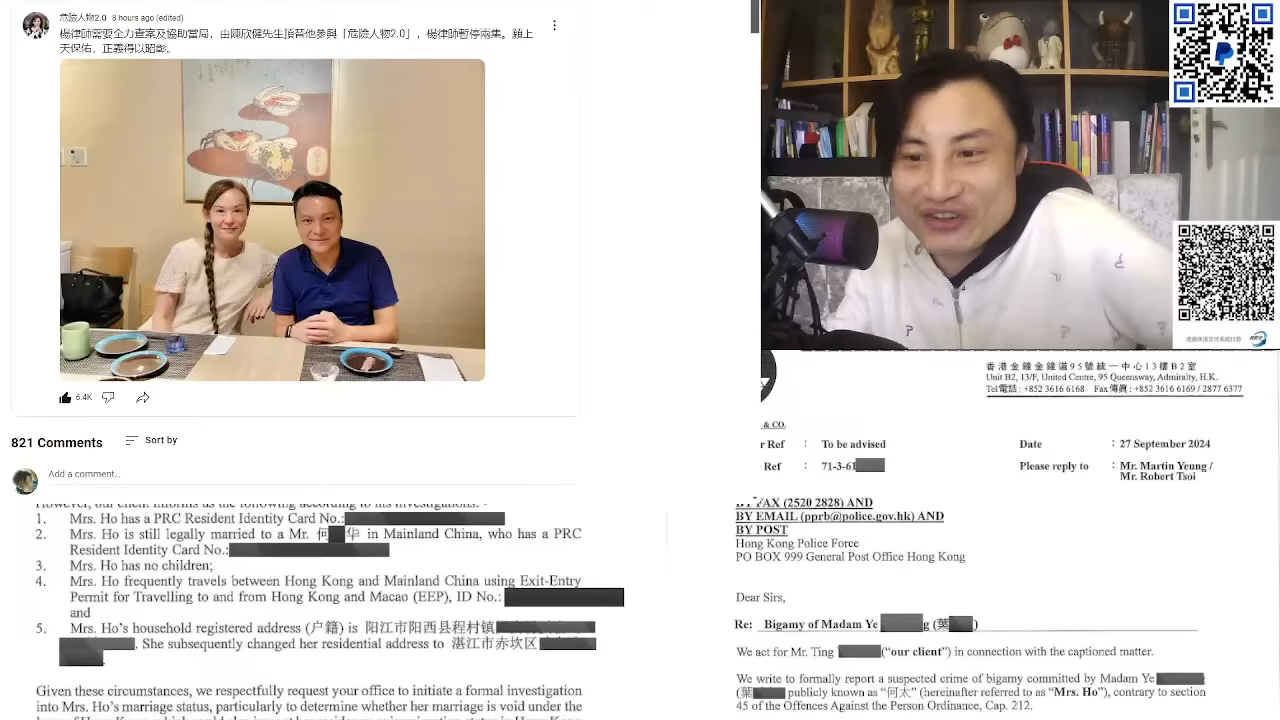 危險人物2.0 8 hours ago (edited)
楊律師需要全力查案及協助當局，由陳欣健先生頂替他參與「危險人物2.0」，楊律師暫停兩集。願上
天保佑，正義得以昭彰。
6.4K
821 Comments Sort by
Add a comment...
However, our client informs us the following according to his investigations: -
1. Mrs. Ho has a PRC Resident Identity Card No.:
2. Mrs. Ho is still legally married to a Mr. 何 华 in Mainland China, who has a PRC
Resident Identity Card No.:
3. Mrs. Ho has no children;
4. Mrs. Ho frequently travels between Hong Kong and Mainland China using Exit-Entry
Permit for Travelling to and from Hong Kong and Macao (EEP), ID No.:
and
5. Mrs. Ho's household registered address (户籍) is 阳江市阳西县程村镇
. She subsequently changed her residential address to 湛江市赤坎区
.
Given these circumstances, we respectfully request your office to initiate a formal investigation
into Mrs. Ho's marriage status, particularly to determine whether her marriage is void under the
香港金鐘金鐘道95號統一中心13樓B2室
Unit B2, 13/F, United Centre, 95 Queensway, Admiralty, H.K.
Tel電話 : +852 3616 6168 Fax傳真 : +852 3616 6169 / 2877 6377
& CO.
r Ref : To be advised Date : 27 September 2024
Ref : 71-3-61 Please reply to : Mr. Martin Yeung /
Mr. Robert Tsoi
FAX (2520 2828) AND
BY EMAIL (pprb@police.gov.hk) AND
BY POST
Hong Kong Police Force
PO BOX 999 General Post Office Hong Kong
Dear Sirs,
Re: Bigamy of Madam Ye g (葉 )
We act for Mr. Ting ("our client") in connection with the captioned matter.
We write to formally report a suspected crime of bigamy committed by Madam Ye
(葉 publicly known as "何太" (hereinafter referred to as "Mrs. Ho"), contrary to section
45 of the Offences Against the Person Ordinance, Cap. 212.